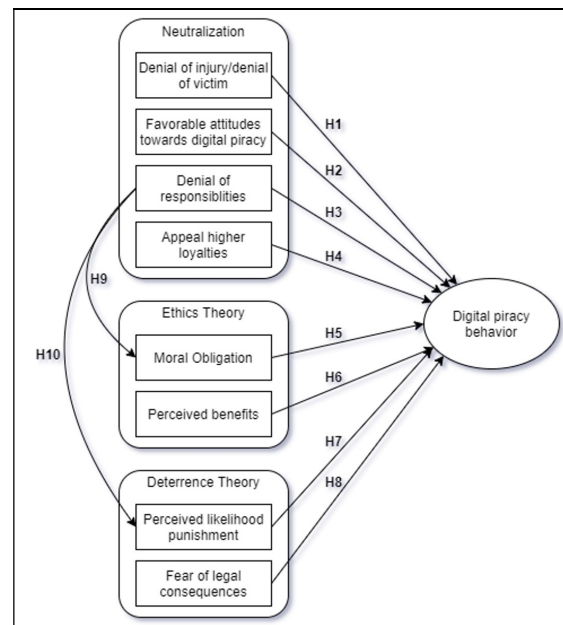 Neutralization
Denial of injury/denial
of victim
Favorable attitudes
towards digital piracy
Denial of
responsiblities
Appeal higher
loyalties
H1
H2
H3
H4
H9
H10
Ethics Theory
Moral Obligation
Perceived benefits
H5
H6
H7
H8
Digital piracy
behavior
Deterrence Theory
Perceived likelihood
punishment
Fear of legal
consequences